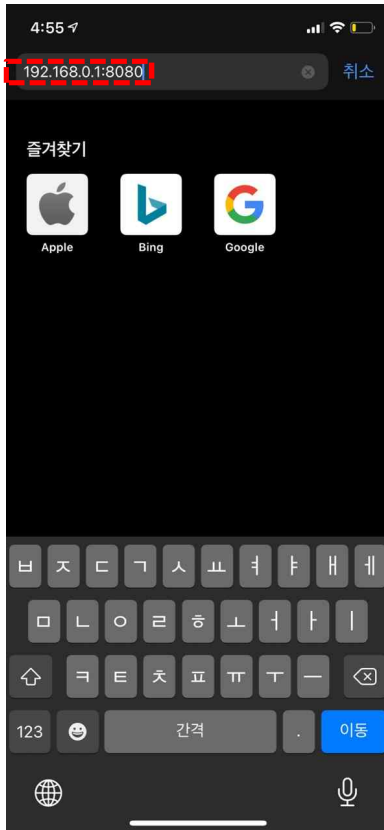 4:55
192.168.0.1:8080
취소
즐겨찾기
Apple
Bing
Google
ㅂ ㅈ ㄷ ㄱ ㅅ ㅛ ㅕ ㅑ ㅐ ㅔ
ㅁ ㄴ ㅇ ㄹ ㅎ ㅗ ㅓ ㅏ ㅣ
ㅋ ㅌ ㅊ ㅍ ㅠ ㅜ ㅡ
123
간격
.
이동